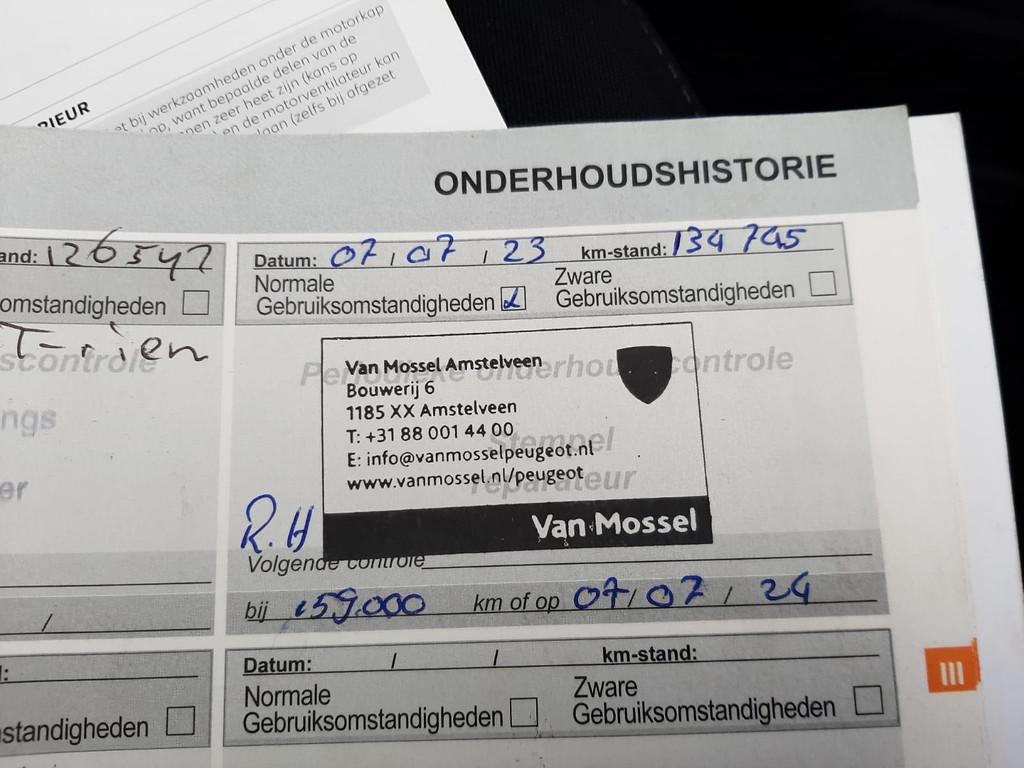 et bij werkzaamheden onder de motorkap
op, want bepaalde delen van de
nen zeer heet zijn (kans op
en de motorventilateur kan
laan (zelfs bij afgezet
RIEUR
ONDERHOUDSHISTORIE
and: 126547
omstandigheden
T-rien
scontrole
ngs
er
/
Datum: 07 / 07 / 23 km-stand: 134 745
Normale Zware
Gebruiksomstandigheden Gebruiksomstandigheden
Periodieke onderhoudscontrole
Stempel
reparateur
Van Mossel Amstelveen
Bouwerij 6
1185 XX Amstelveen
T: +31 88 001 44 00
E: info@vanmosselpeugeot.nl
www.vanmossel.nl/peugeot
Van Mossel
R.H
Volgende controle
bij 159.000 km of op 07/07/24
d:
standigheden
Datum: / / km-stand:
Normale Zware
Gebruiksomstandigheden Gebruiksomstandigheden
III